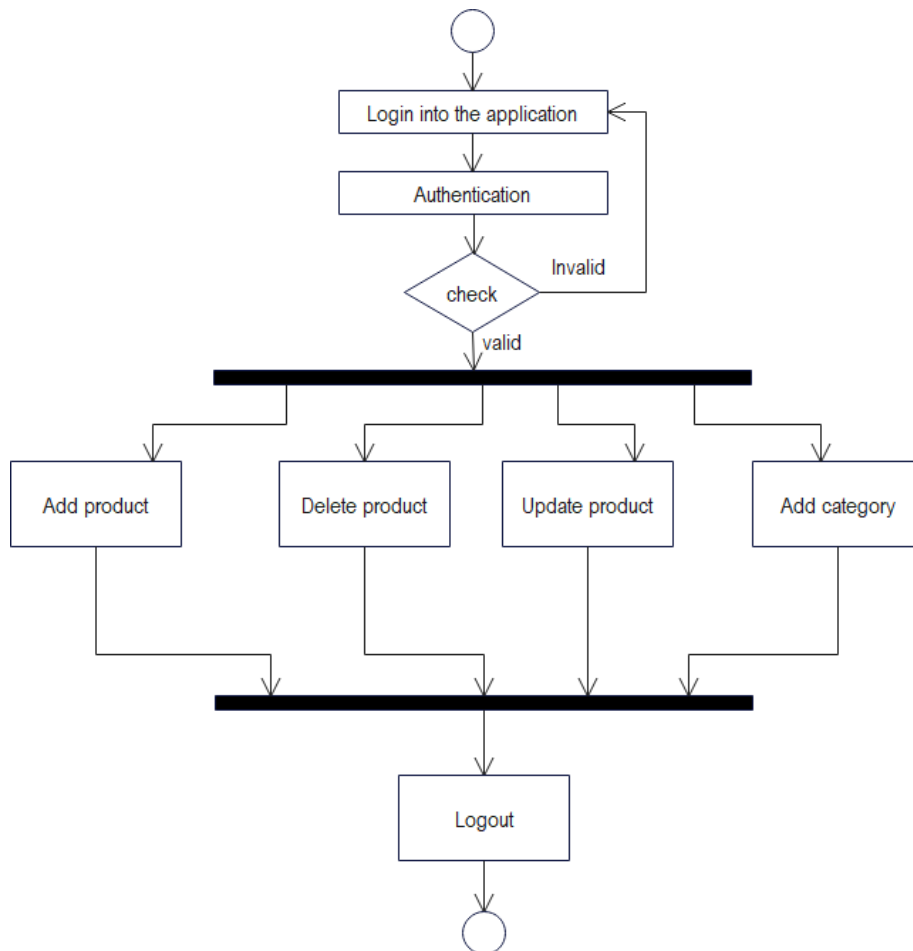 Login into the application
Authentication
Invalid
check
valid
Add product
Delete product
Update product
Add category
Logout